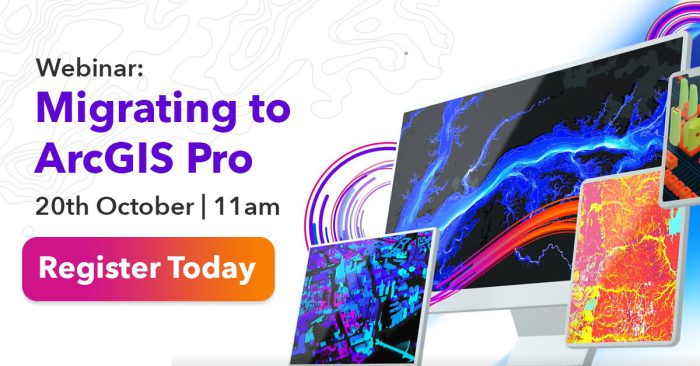 Webinar:
Migrating to
ArcGIS Pro
20th October | 11am
Register Today
"